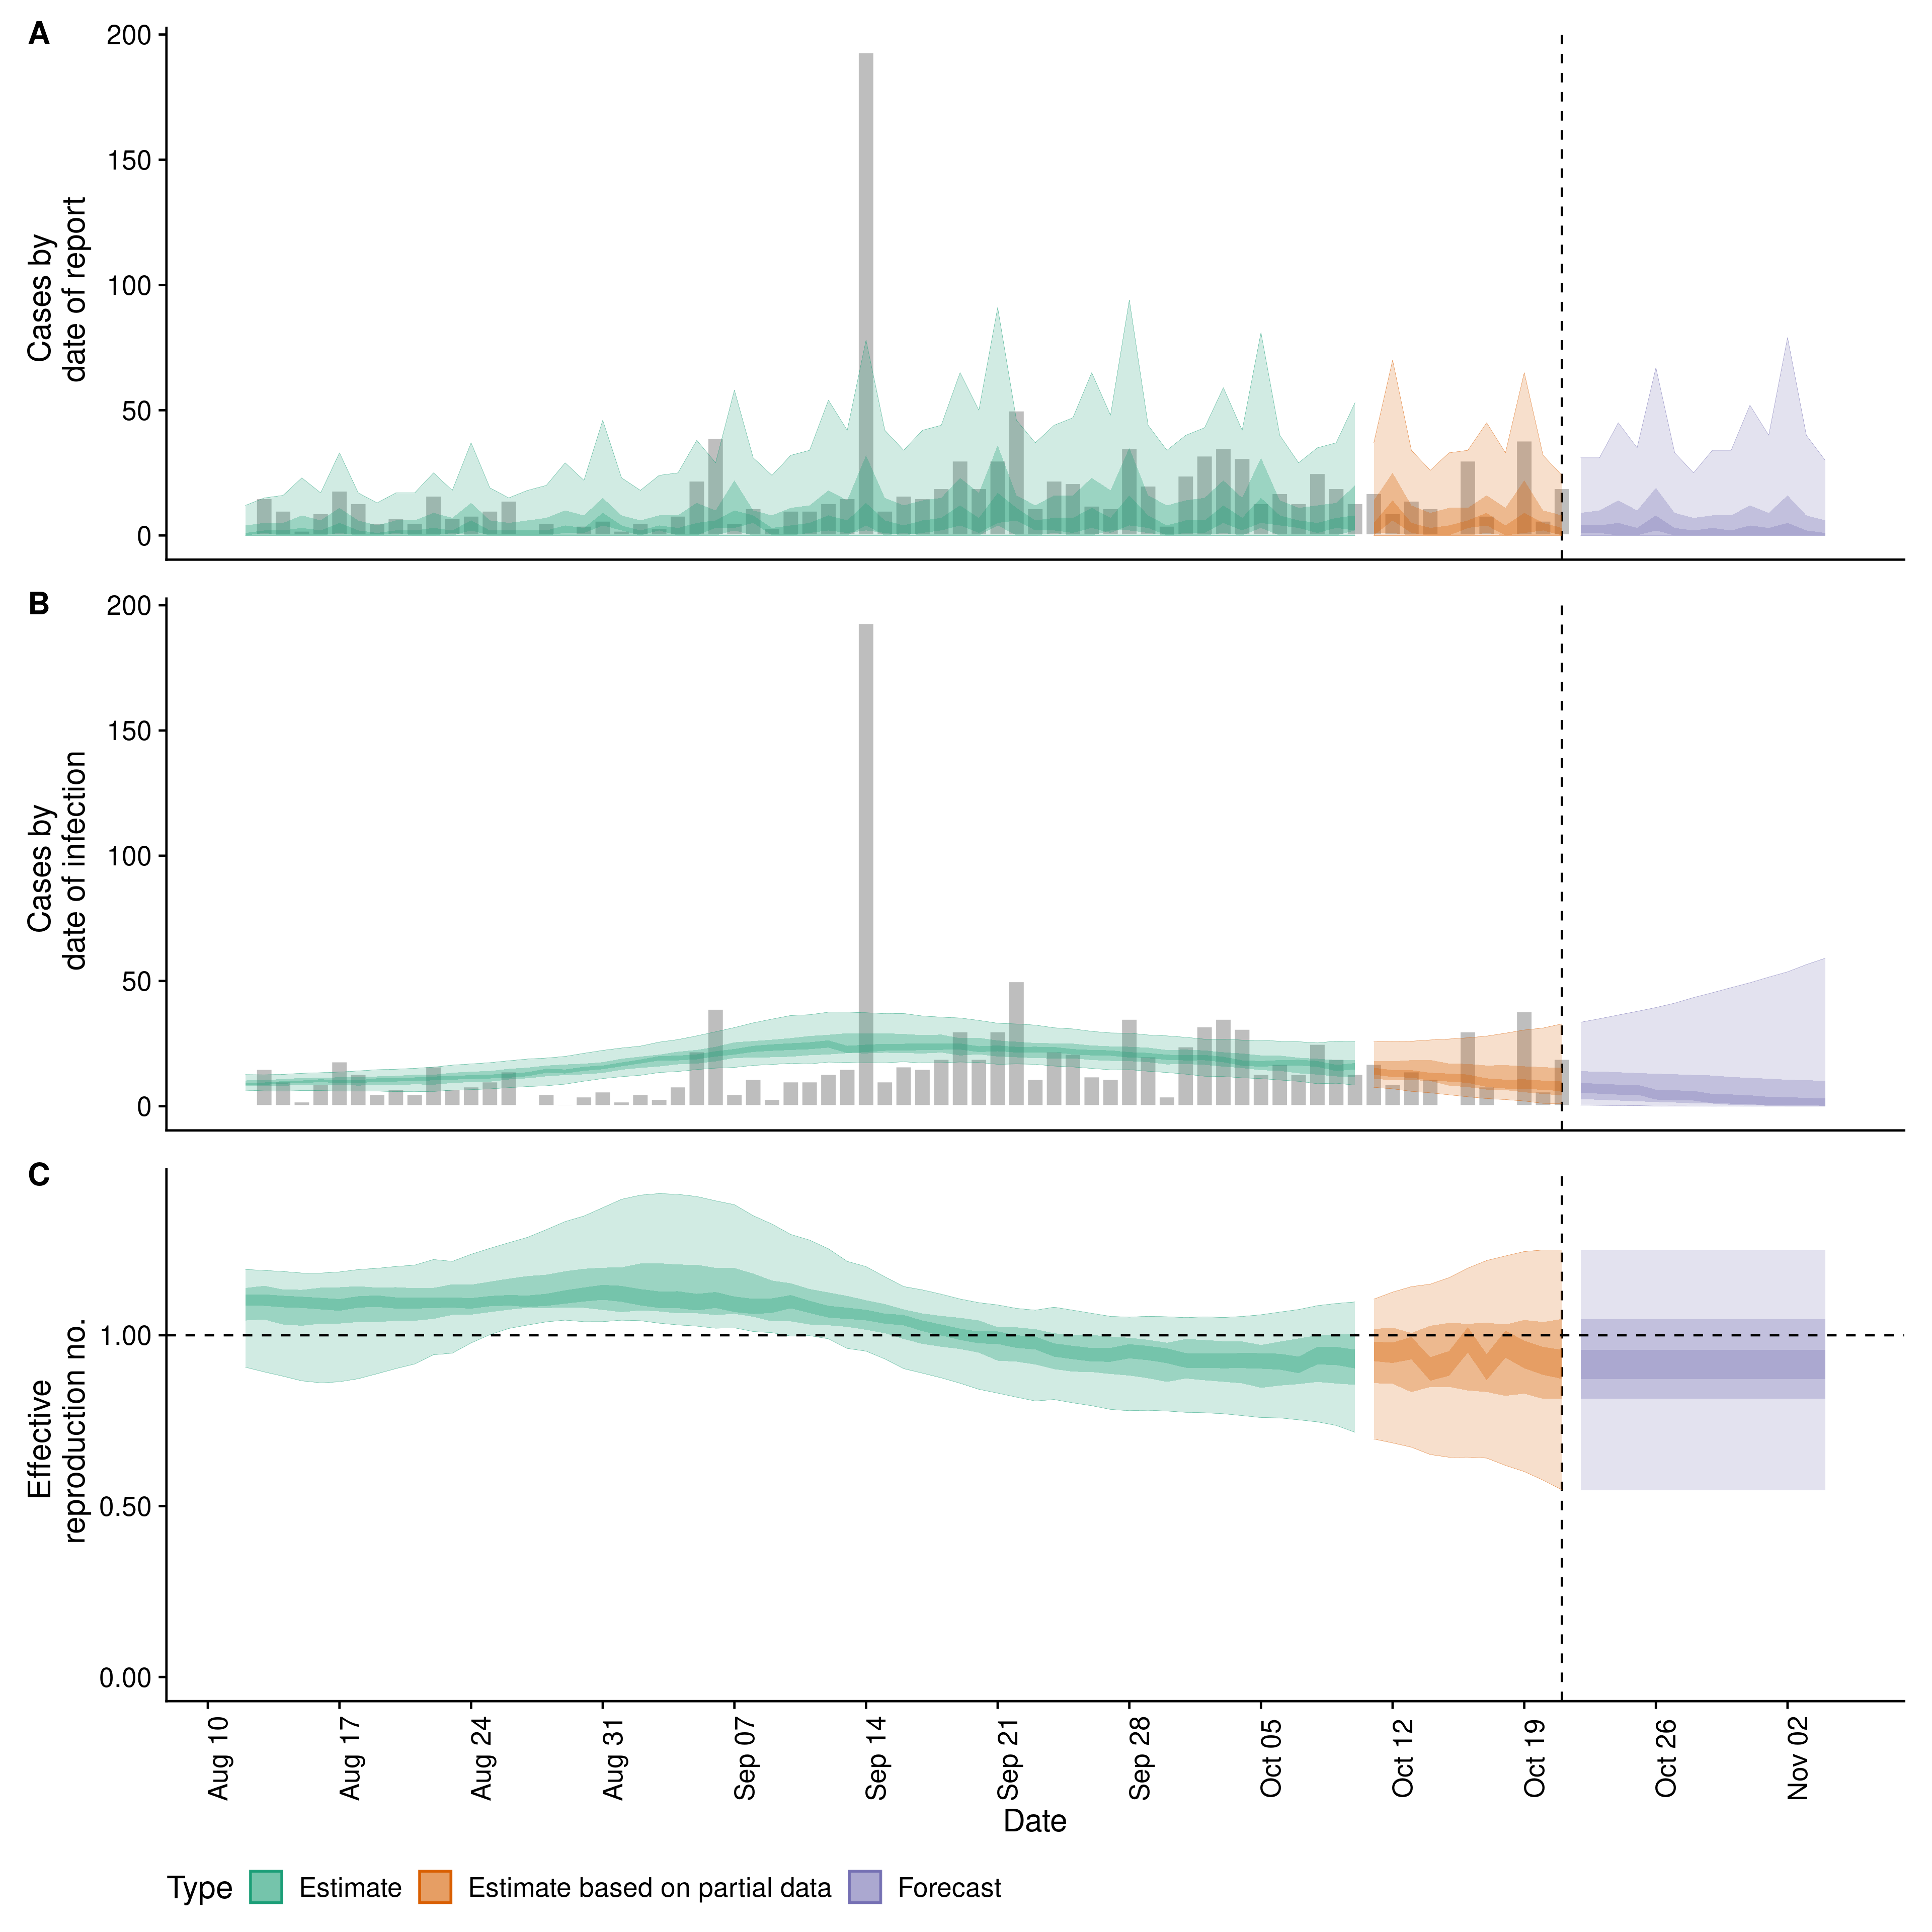 A
200
150
100
50
0
Cases by
date of report
B
200
150
100
50
0
Cases by
date of infection
C
1.00
0.50
0.00
Effective
reproduction no.
Aug 10
Aug 17
Aug 24
Aug 31
Sep 07
Sep 14
Sep 21
Sep 28
Oct 05
Oct 12
Oct 19
Oct 26
Nov 02
Date
Type Estimate Estimate based on partial data Forecast